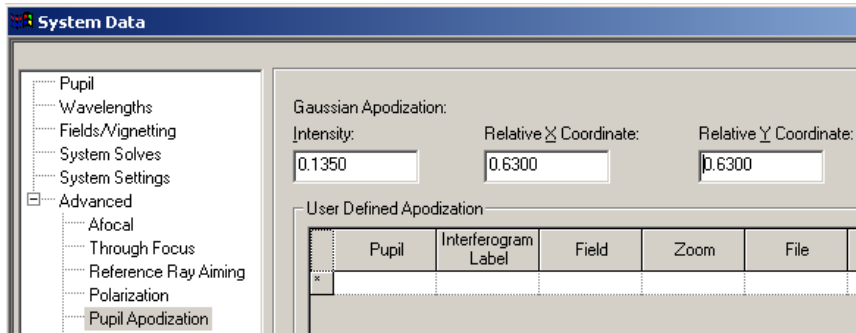 System Data
Pupil
Wavelengths
Fields/Vignetting
System Solves
System Settings
Advanced
Afocal
Through Focus
Reference Ray Aiming
Polarization
Pupil Apodization
Gaussian Apodization:
Intensity: Relative X Coordinate: Relative Y Coordinate:
0.1350 0.6300 0.6300
User Defined Apodization
Pupil Interferogram Label Field Zoom File
*